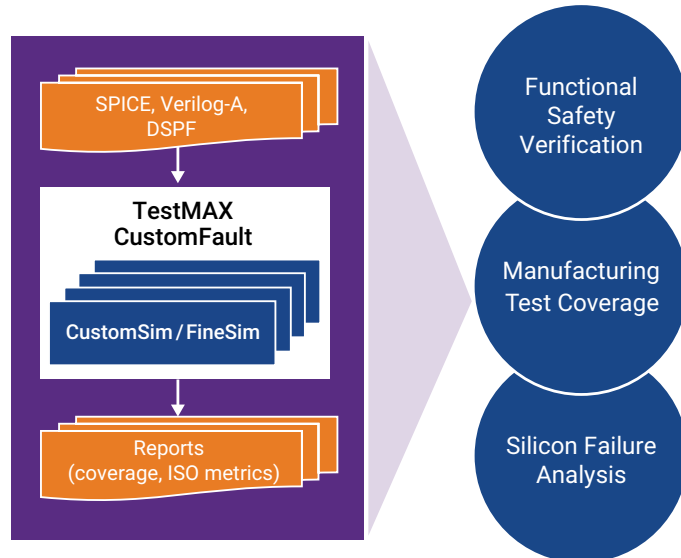 SPICE, Verilog-A,
DSPF
TestMAX
CustomFault
CustomSim / FineSim
Reports
(coverage, ISO metrics)
Functional
Safety
Verification
Manufacturing
Test Coverage
Silicon Failure
Analysis